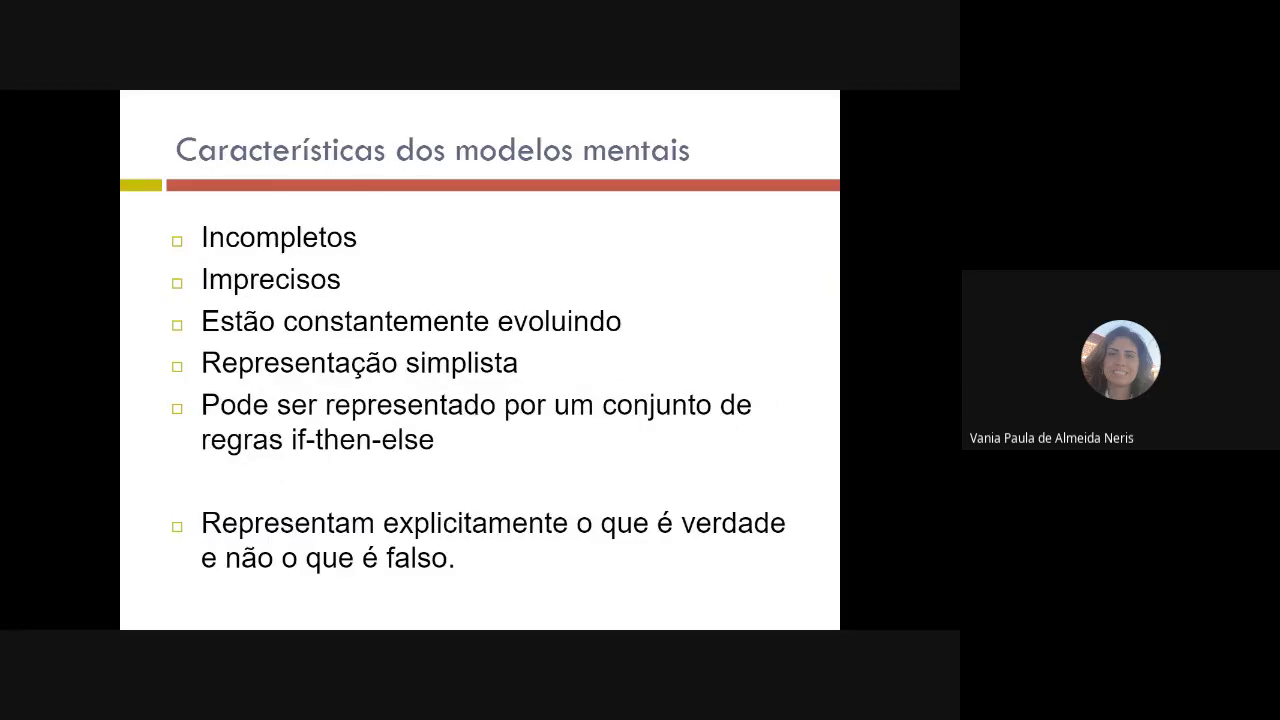 Características dos modelos mentais
Incompletos
Imprecisos
Estão constantemente evoluindo
Representação simplista
Pode ser representado por um conjunto de
regras if-then-else
Representam explicitamente o que é verdade
e não o que é falso.
Vania Paula de Almeida Neris